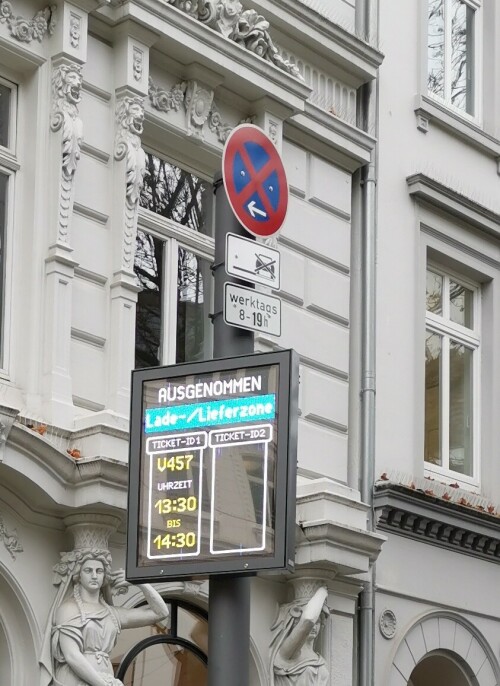 werktags
8-19h
AUSGENOMMEN
Lade-/Lieferzone
TICKET-ID1
TICKET-ID2
V457
UHRZEIT
13:30
BIS
14:30